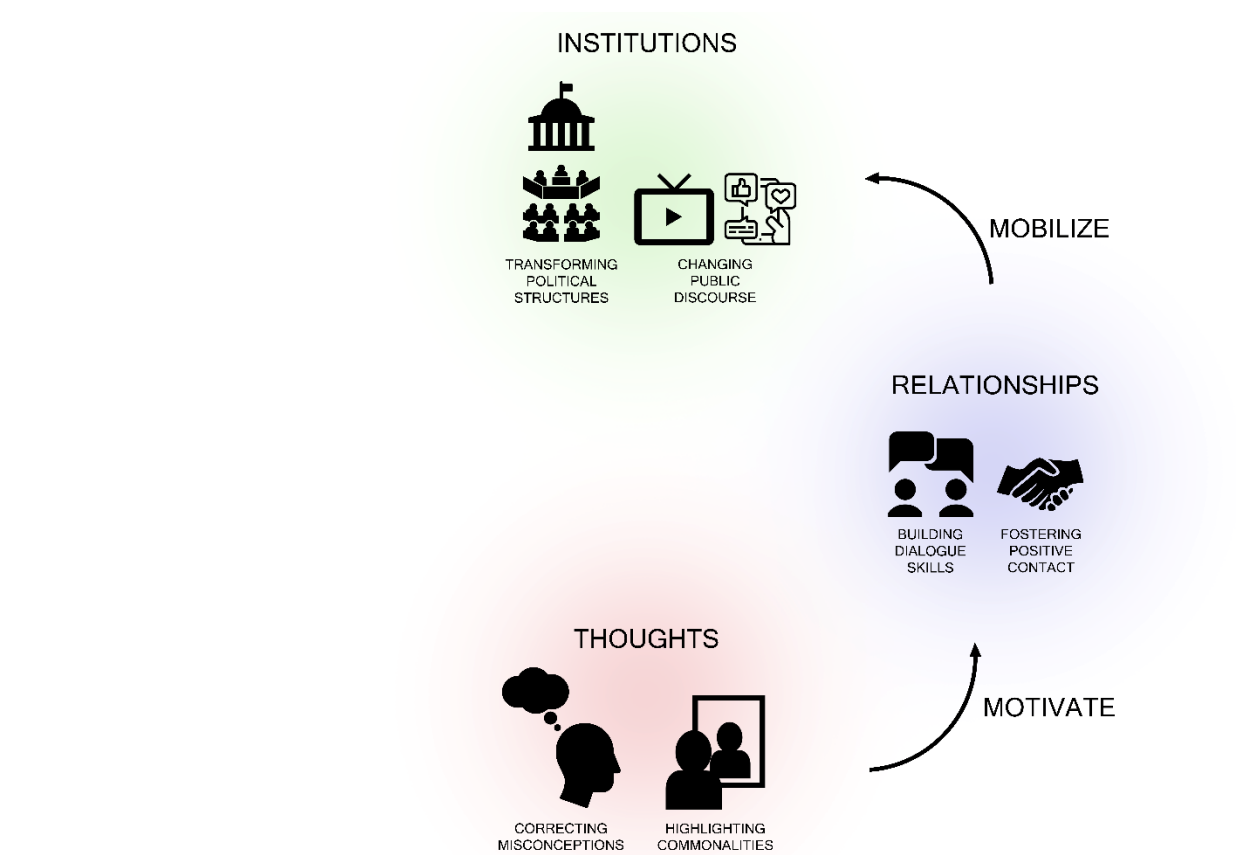 INSTITUTIONS
TRANSFORMING
POLITICAL
STRUCTURES
CHANGING
PUBLIC
DISCOURSE
MOBILIZE
RELATIONSHIPS
BUILDING
DIALOGUE
SKILLS
FOSTERING
POSITIVE
CONTACT
THOUGHTS
MOTIVATE
CORRECTING
MISCONCEPTIONS
HIGHLIGHTING
COMMONALITIES